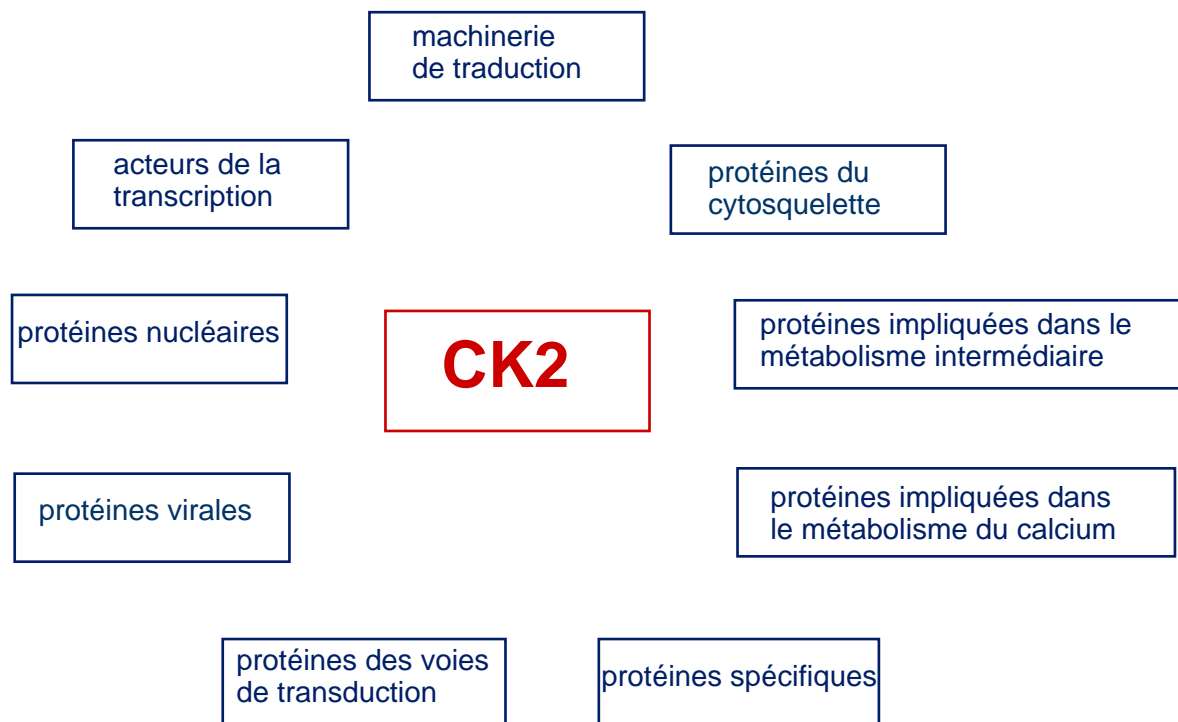 machinerie
de traduction
acteurs de la
transcription
protéines du
cytosquelette
protéines nucléaires
CK2
protéines impliquées dans le
métabolisme intermédiaire
protéines virales
protéines impliquées dans
le métabolisme du calcium
protéines des voies
de transduction
protéines spécifiques